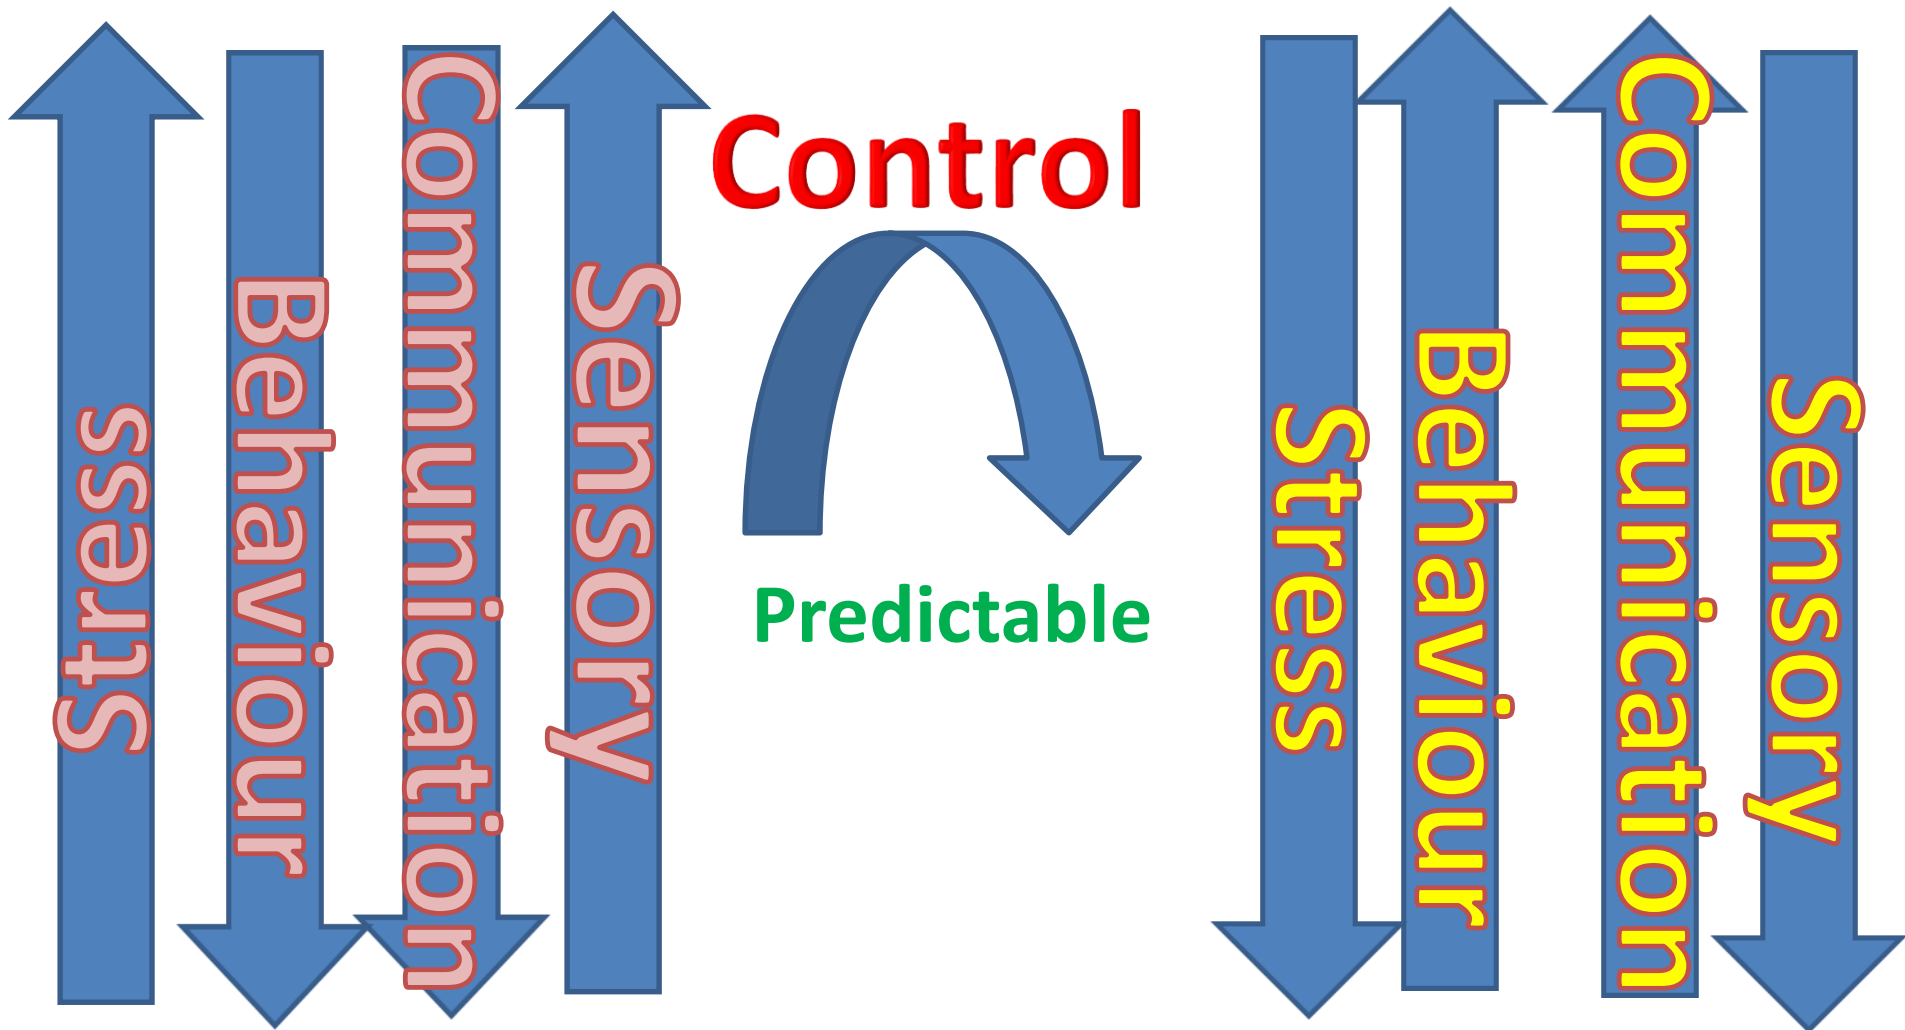 Stress
Behaviour
Communication
Sensory
Control
Predictable
Stress
Behaviour
Communication
Sensory